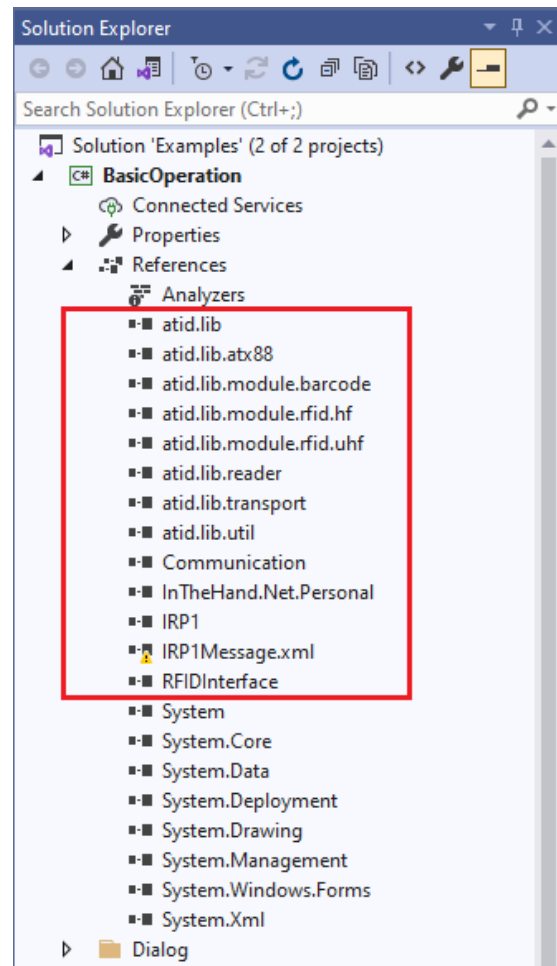 Solution Explorer
Search Solution Explorer (Ctrl+;)
Solution 'Examples' (2 of 2 projects)
C# BasicOperation
Connected Services
Properties
References
Analyzers
atid.lib
atid.lib.atx88
atid.lib.module.barcode
atid.lib.module.rfid.hf
atid.lib.module.rfid.uhf
atid.lib.reader
atid.lib.transport
atid.lib.util
Communication
InTheHand.Net.Personal
IRP1
IRP1Message.xml
RFIDInterface
System
System.Core
System.Data
System.Deployment
System.Drawing
System.Management
System.Windows.Forms
System.Xml
Dialog